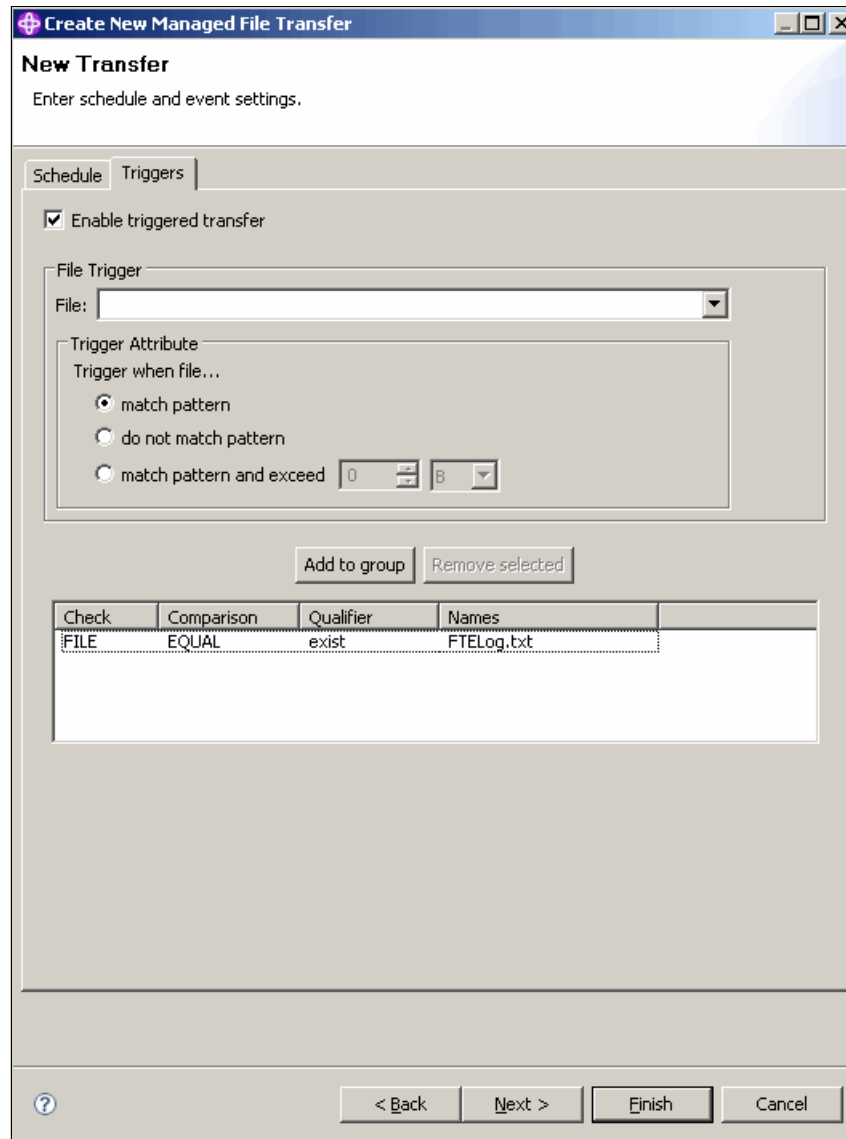 Create New Managed File Transfer
New Transfer
Enter schedule and event settings.
Schedule Triggers
Enable triggered transfer
File Trigger
File:
Trigger Attribute
Trigger when file...
match pattern
do not match pattern
match pattern and exceed 0 B
Add to group Remove selected
Check Comparison Qualifier Names
FILE EQUAL exist FTELog.txt
? < Back Next > Finish Cancel